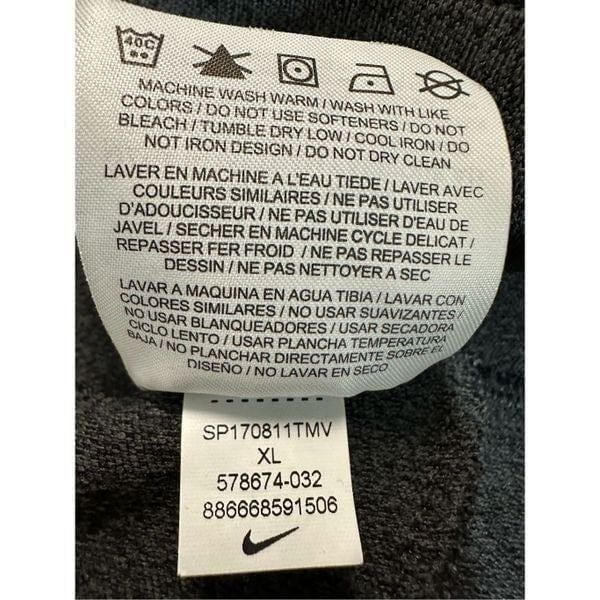 40C
MACHINE WASH WARM / WASH WITH LIKE
COLORS / DO NOT USE SOFTENERS / DO NOT
BLEACH / TUMBLE DRY LOW / COOL IRON / DO
NOT IRON DESIGN / DO NOT DRY CLEAN
LAVER EN MACHINE A L'EAU TIEDE / LAVER AVEC
COULEURS SIMILAIRES / NE PAS UTILISER
D'ADOUCISSEUR / NE PAS UTILISER D'EAU DE
JAVEL / SECHER EN MACHINE CYCLE DELICAT /
REPASSER FER FROID / NE PAS REPASSER LE
DESSIN / NE PAS NETTOYER A SEC
LAVAR A MAQUINA EN AGUA TIBIA / LAVAR CON
COLORES SIMILARES / NO USAR SUAVIZANTES /
NO USAR BLANQUEADORES / USAR SECADORA
CICLO LENTO / USAR PLANCHA TEMPERATURA
BAJA / NO PLANCHAR DIRECTAMENTE SOBRE EL
DISEÑO / NO LAVAR EN SECO
SP170811TMV
XL
578674-032
886668591506